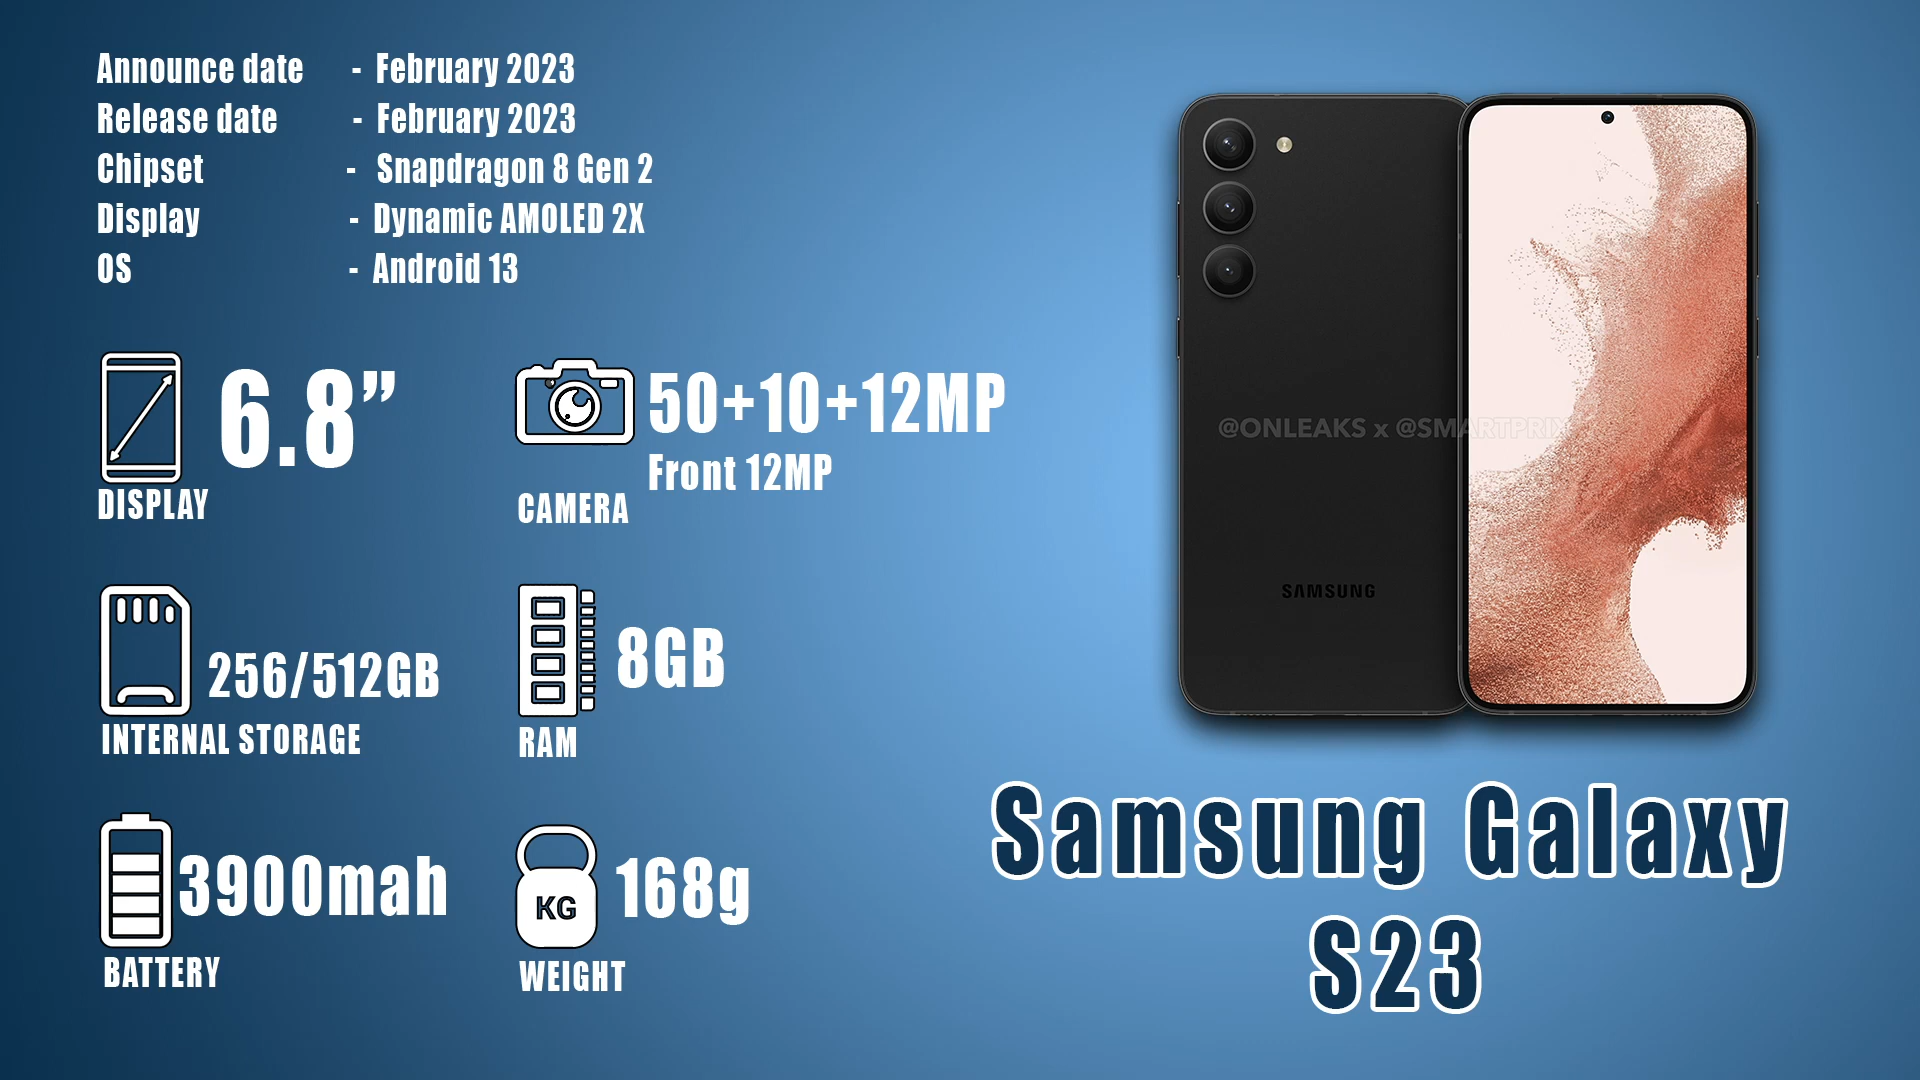 Announce date - February 2023
Release date - February 2023
Chipset - Snapdragon 8 Gen 2
Display - Dynamic AMOLED 2X
OS - Android 13
6.8”
DISPLAY
50+10+12MP
Front 12MP
CAMERA
256/512GB
INTERNAL STORAGE
8GB
RAM
3900mah
BATTERY
KG
168g
WEIGHT
@ONLEAKS x @SMARTPRIX
SAMSUNG
Samsung Galaxy
S23